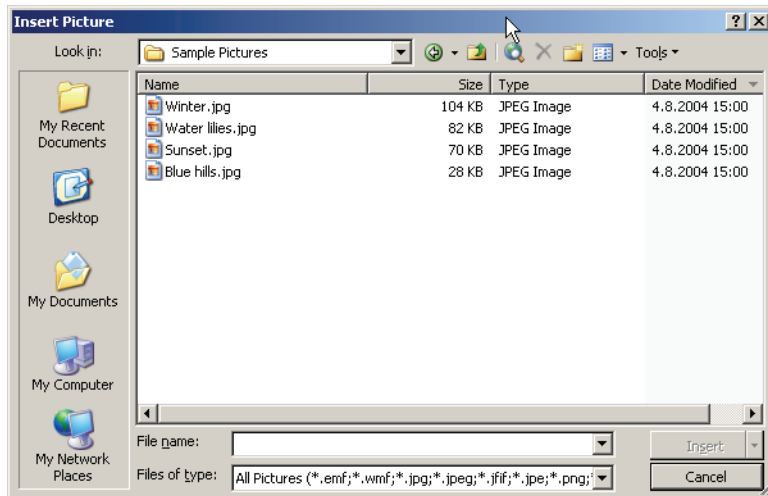 Insert Picture
Look in:
Sample Pictures
Tools
Name Size Type Date Modified
Winter.jpg 104 KB JPEG Image 4.8.2004 15:00
Water lilies.jpg 82 KB JPEG Image 4.8.2004 15:00
Sunset.jpg 70 KB JPEG Image 4.8.2004 15:00
Blue hills.jpg 28 KB JPEG Image 4.8.2004 15:00
My Recent
Documents
Desktop
My Documents
My Computer
My Network
Places
File name:
Insert
Files of type: All Pictures (*.emf;*.wmf;*.jpg;*.jpeg;*.jfif;*.jpe;*.png;
Cancel